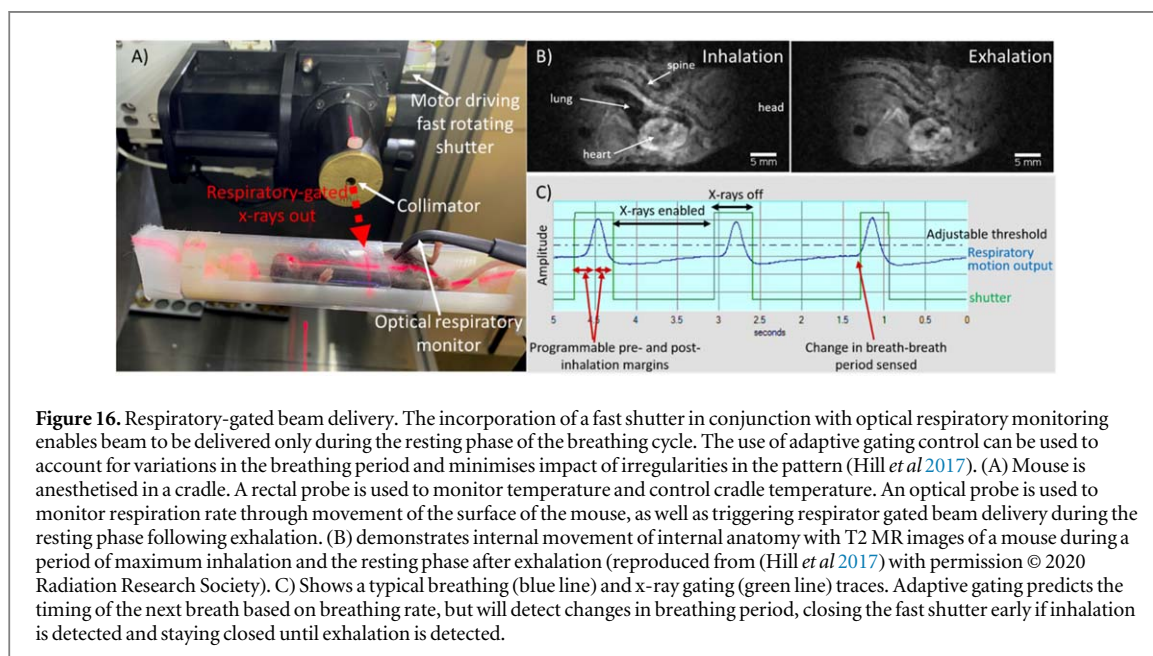 A)
Motor driving
fast rotating
shutter
Respiratory-gated
x-rays out
Collimator
Optical respiratory
monitor
B)
Inhalation
spine
lung
heart
head
5 mm
Exhalation
5 mm
C)
X-rays off
X-rays enabled
Adjustable threshold
Respiratory
motion output
shutter
Amplitude
5 4.5 4 3.5 3 2.5 2 1.5 1 0.5 0
seconds
Programmable pre- and post-
inhalation margins
Change in breath-breath
period sensed
Figure 16. Respiratory-gated beam delivery. The incorporation of a fast shutter in conjunction with optical respiratory monitoring
enables beam to be delivered only during the resting phase of the breathing cycle. The use of adaptive gating control can be used to
account for variations in the breathing period and minimises impact of irregularities in the pattern (Hill et al 2017). (A) Mouse is
anesthetised in a cradle. A rectal probe is used to monitor temperature and control cradle temperature. An optical probe is used to
monitor respiration rate through movement of the surface of the mouse, as well as triggering respirator gated beam delivery during the
resting phase following exhalation. (B) demonstrates internal movement of internal anatomy with T2 MR images of a mouse during a
period of maximum inhalation and the resting phase after exhalation (reproduced from (Hill et al 2017) with permission © 2020
Radiation Research Society). C) Shows a typical breathing (blue line) and x-ray gating (green line) traces. Adaptive gating predicts the
timing of the next breath based on breathing rate, but will detect changes in breathing period, closing the fast shutter early if inhalation
is detected and staying closed until exhalation is detected.